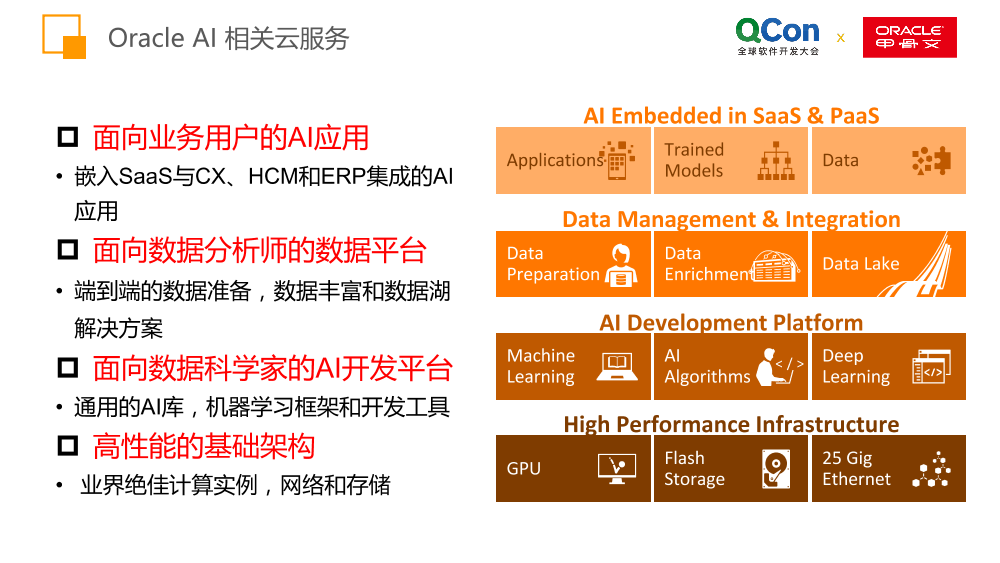 Oracle AI 相关云服务
QCon
全球软件开发大会
x
ORACLE
甲骨文
面向业务用户的AI应用
• 嵌入SaaS与CX、HCM和ERP集成的AI
应用
面向数据分析师的数据平台
• 端到端的数据准备，数据丰富和数据湖
解决方案
面向数据科学家的AI开发平台
• 通用的AI库，机器学习框架和开发工具
高性能的基础架构
• 业界绝佳计算实例，网络和存储
AI Embedded in SaaS & PaaS
Applications
Trained
Models
Data
Data Management & Integration
Data
Preparation
Data
Enrichment
Data Lake
AI Development Platform
Machine
Learning
AI
Algorithms
Deep
Learning
High Performance Infrastructure
GPU
Flash
Storage
25 Gig
Ethernet